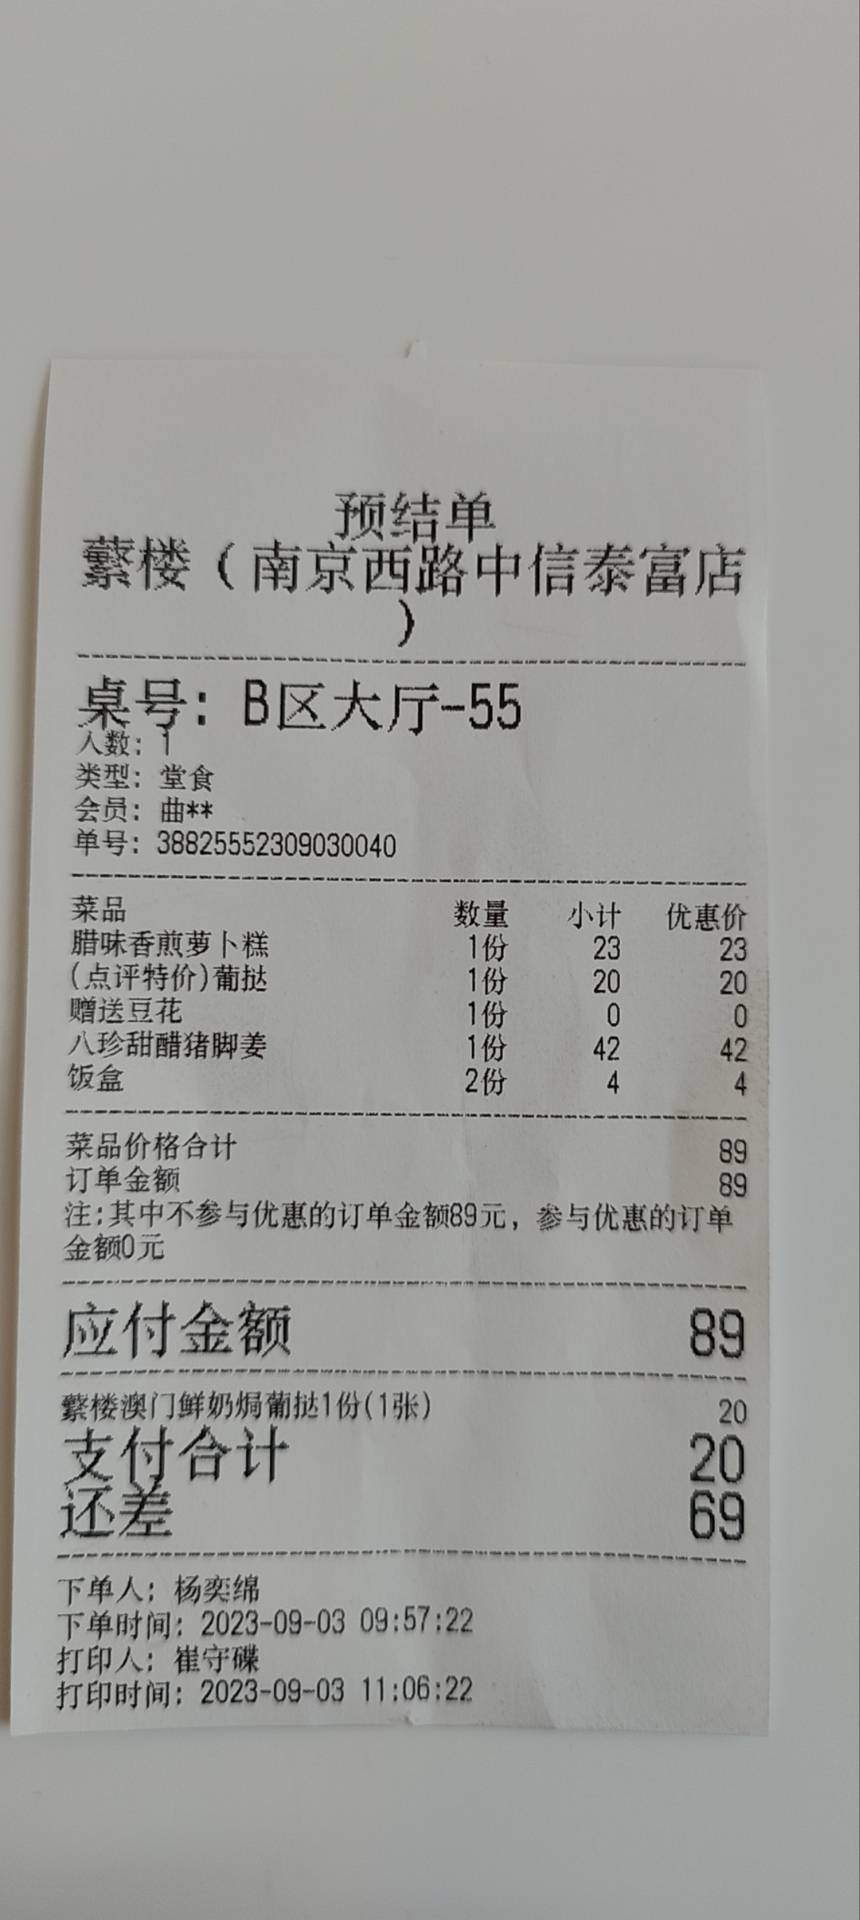 预结单
蘩楼（南京西路中信泰富店
）
桌号：B区大厅-55
人数：1
类型：堂食
会员：曲**
单号：38825552309030040
菜品 数量 小计 优惠价
腊味香煎萝卜糕 1份 23 23
(点评特价)葡挞 1份 20 20
赠送豆花 1份 0 0
八珍甜醋猪脚姜 1份 42 42
饭盒 2份 4 4
菜品价格合计 89
订单金额 89
注:其中不参与优惠的订单金额89元，参与优惠的订单
金额0元
应付金额 89
蘩楼澳门鲜奶焗葡挞1份(1张) 20
支付合计 20
还差 69
下单人：杨奕绵
下单时间：2023-09-03 09:57:22
打印人：崔守碟
打印时间：2023-09-03 11:06:22